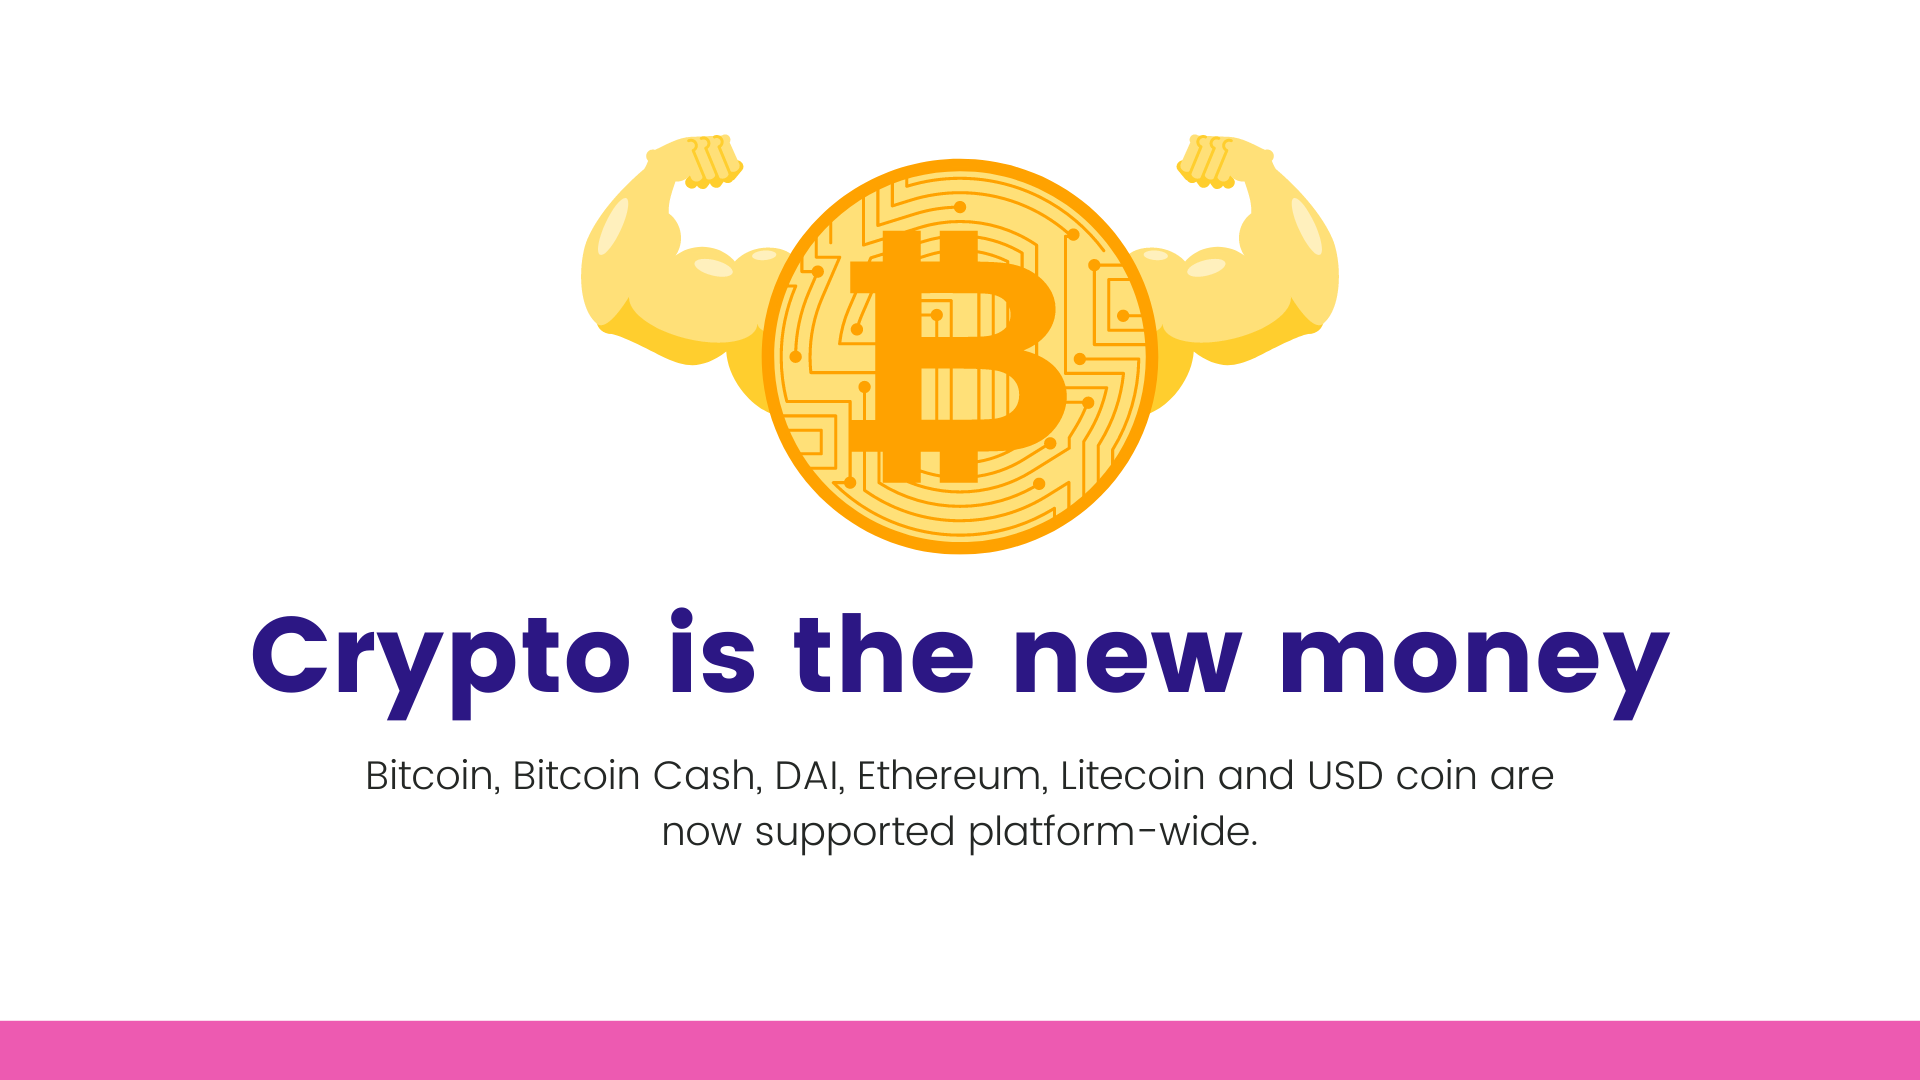 Crypto is the new money
Bitcoin, Bitcoin Cash, DAI, Ethereum, Litecoin and USD coin are
now supported platform-wide.